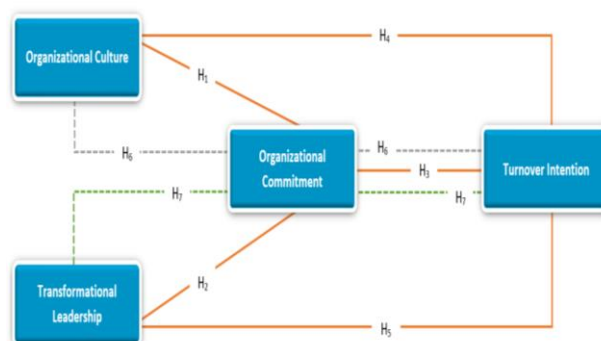 H4
Organizational Culture
H1
H6
Organizational
Commitment
H6
H3
Turnover Intention
H7
H7
H2
Transformational
Leadership
H5